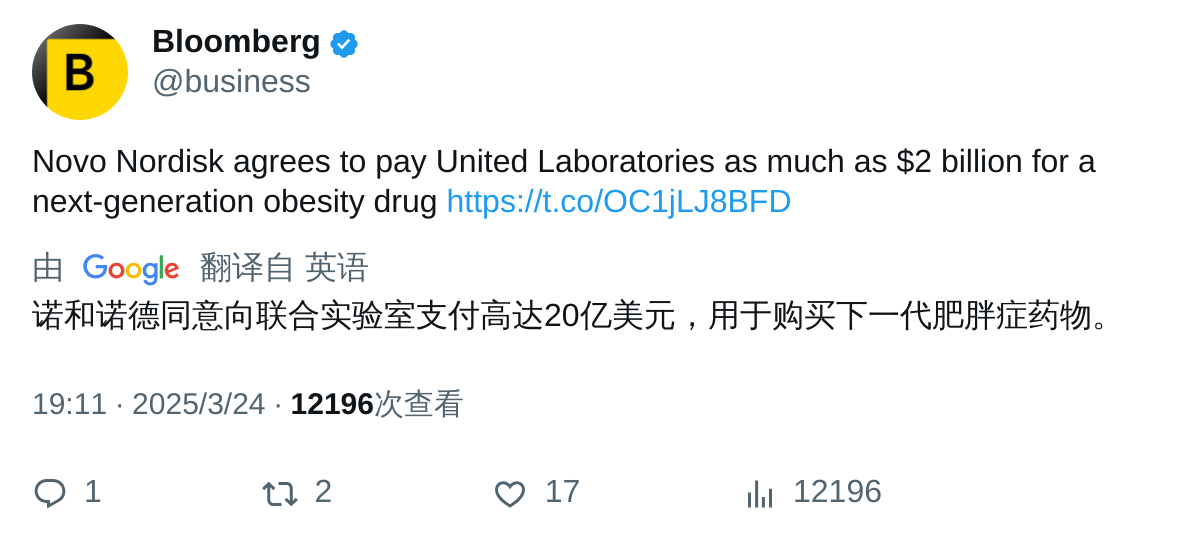 B
Bloomberg
@business
Novo Nordisk agrees to pay United Laboratories as much as $2 billion for a
next-generation obesity drug https://t.co/OC1jLJ8BFD
由 Google 翻译自 英语
诺和诺德同意向联合实验室支付高达20亿美元，用于购买下一代肥胖症药物。
19:11 · 2025/3/24 · 12196次查看
1 2 17 12196